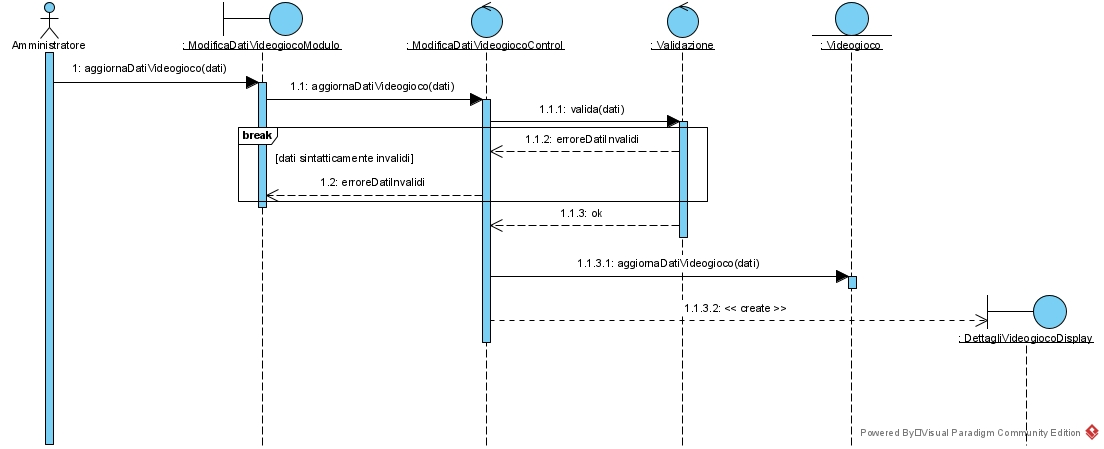 Amministratore
: ModificaDatiVideogiocoModulo
: ModificaDatiVideogiocoControl
: Validazione
: Videogioco
1: aggiornaDatiVideogioco(dati)
1.1: aggiornaDatiVideogioco(dati)
1.1.1: valida(dati)
break
1.1.2: erroreDatiInvalidi
[dati sintatticamente invalidi]
1.2: erroreDatiInvalidi
1.1.3: ok
1.1.3.1: aggiornaDatiVideogioco(dati)
1.1.3.2: << create >>
: DettagliVideogiocoDisplay
Powered By Visual Paradigm Community Edition